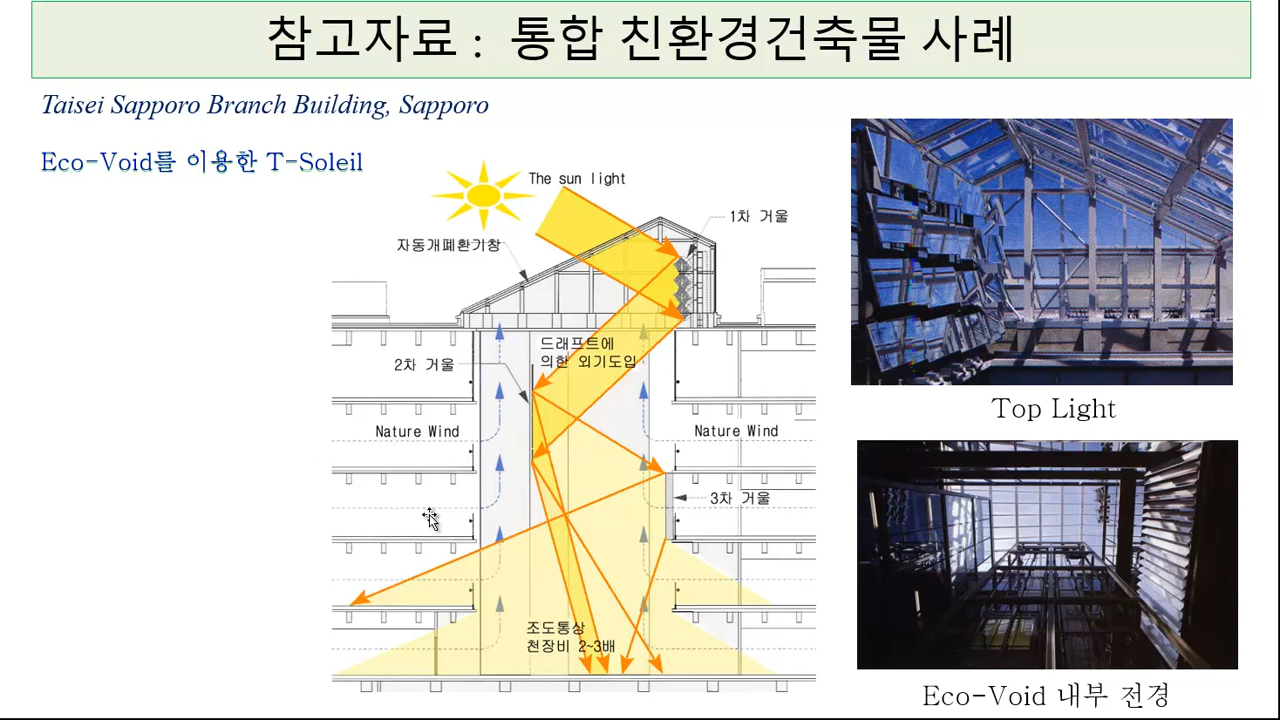 참고자료 : 통합 친환경건축물 사례
Taisei Sapporo Branch Building, Sapporo
Eco-Void를 이용한 T-Soleil
The sun light
1차 거울
자동개폐환기창
드래프트에
의한 외기도입
2차 거울
Nature Wind
Nature Wind
3차 거울
조도통상
천장비 2~3배
Top Light
Eco-Void 내부 전경